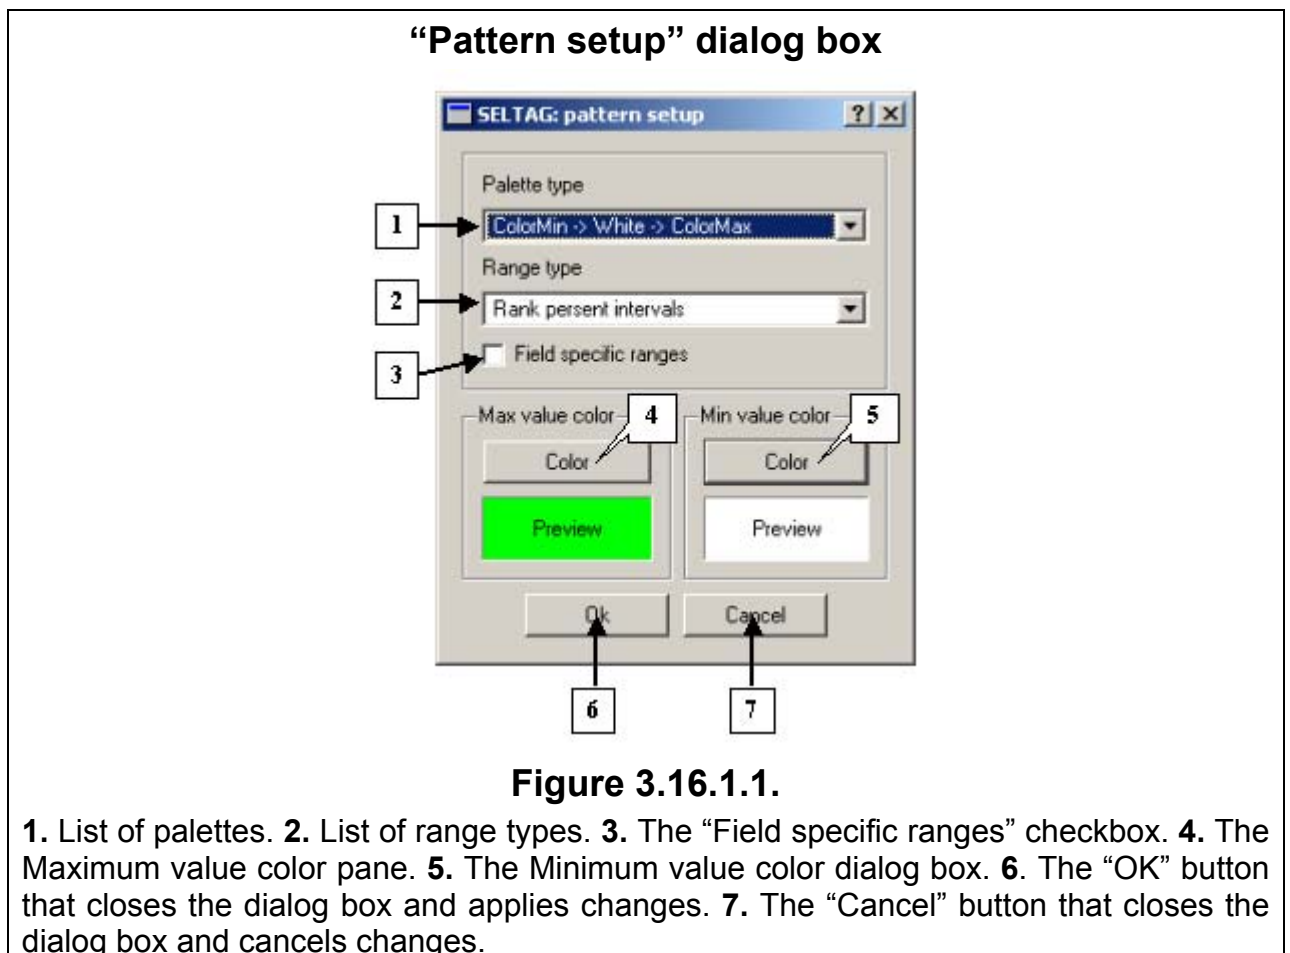 “Pattern setup” dialog box
SELTAG: pattern setup
Palette type
1
ColorMin -> White -> ColorMax
Range type
2
Rank persent intervals
3
Field specific ranges
Max value color
4
Min value color
5
Color
Color
Preview
Preview
Ok
Cancel
6
7
Figure 3.16.1.1.
1. List of palettes. 2. List of range types. 3. The “Field specific ranges” checkbox. 4. The
Maximum value color pane. 5. The Minimum value color dialog box. 6. The “OK” button
that closes the dialog box and applies changes. 7. The “Cancel” button that closes the
dialog box and cancels changes.